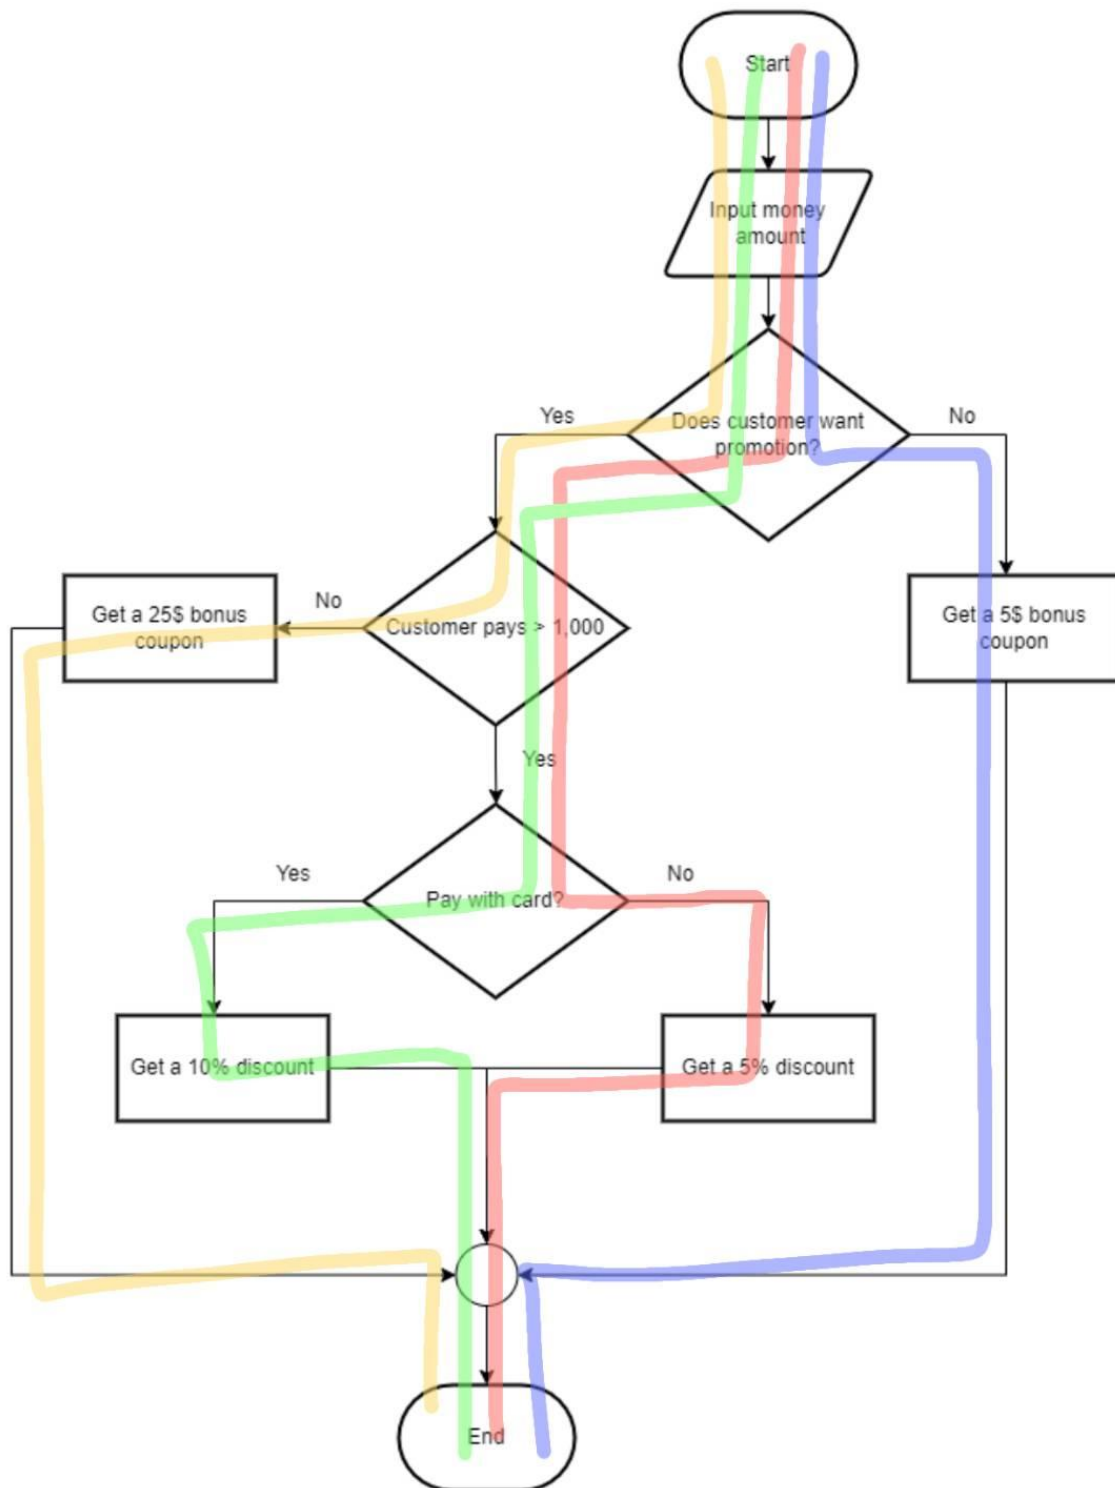 Start
Input money
amount
Does customer want
promotion?
Yes
No
Get a 25$ bonus
coupon
No
Customer pays > 1,000
Get a 5$ bonus
coupon
Yes
Yes
Pay with card?
No
Get a 10% discount
Get a 5% discount
End